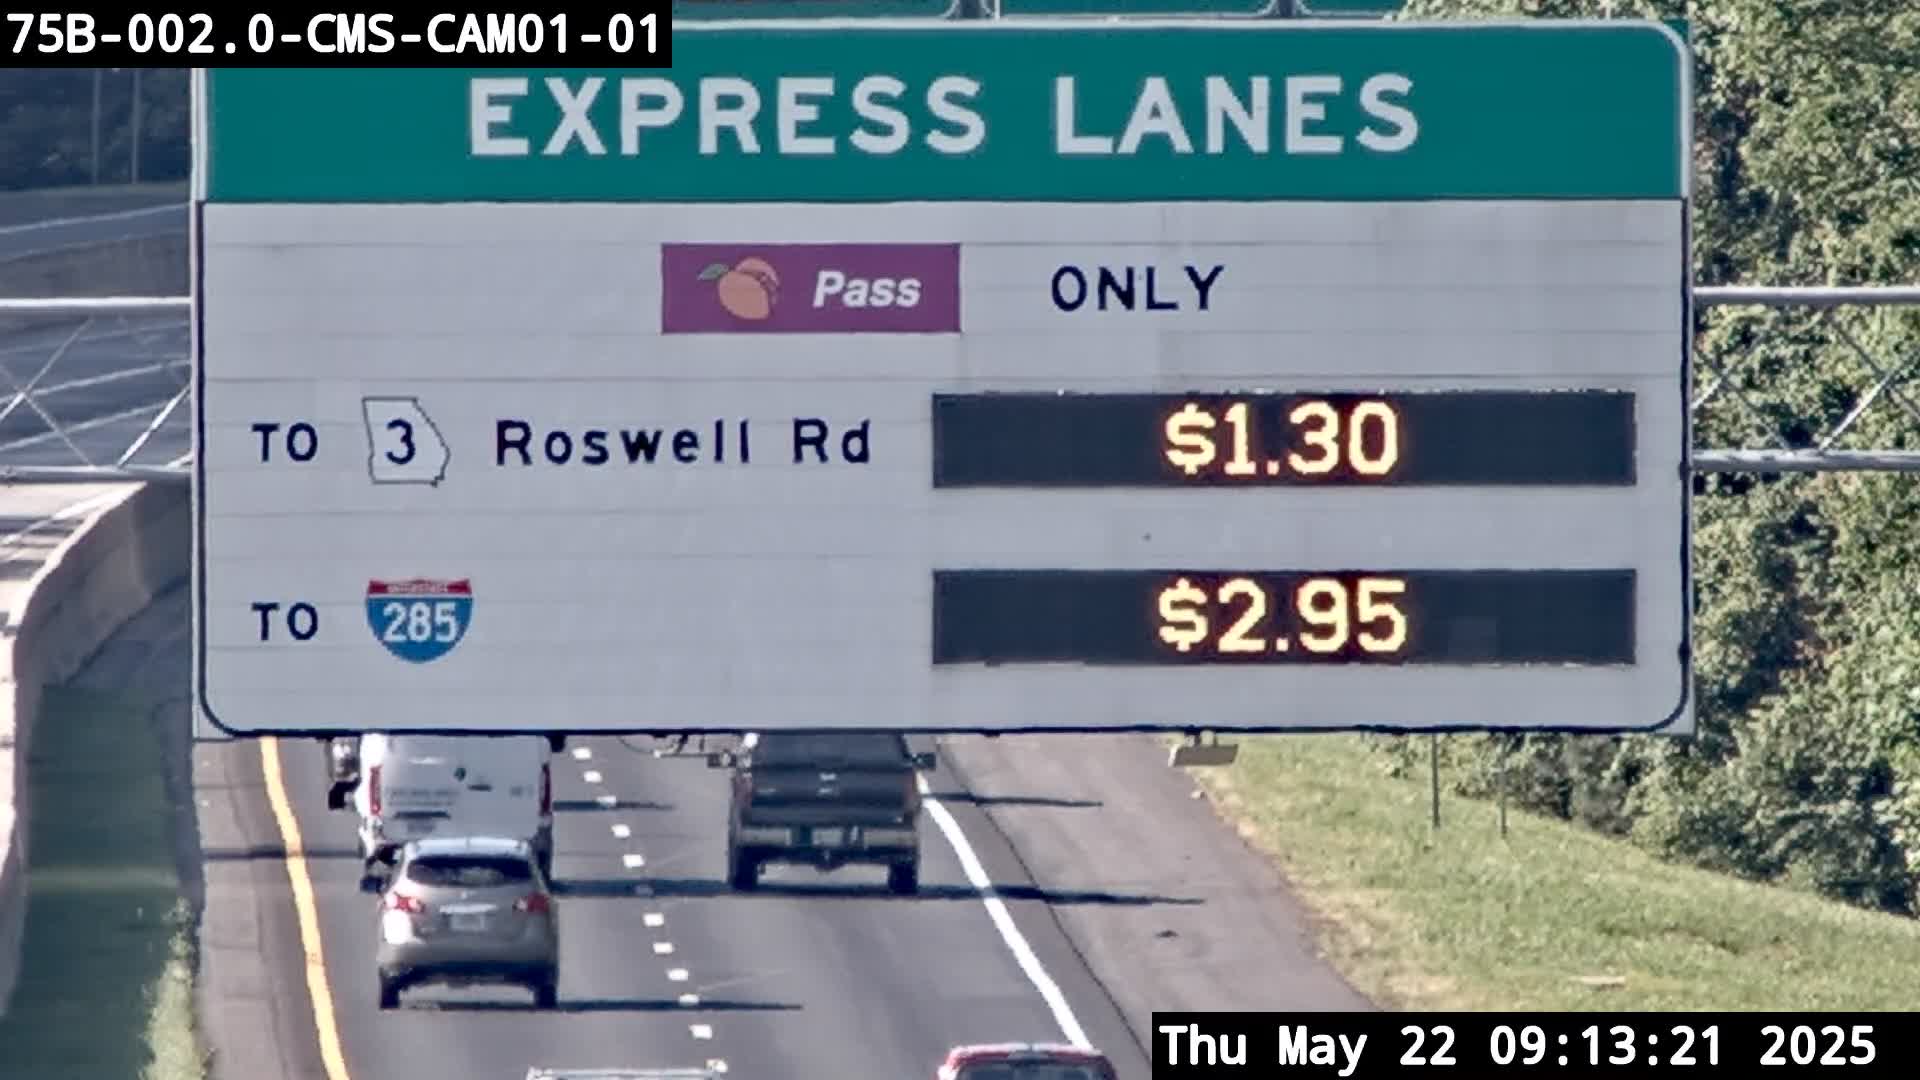 75B-002.0-CMS-CAM01-01
EXPRESS LANES
Pass ONLY
TO 3 Roswell Rd $1.30
TO INTERSTATE 285 $2.95
Thu May 22 09:13:21 2025